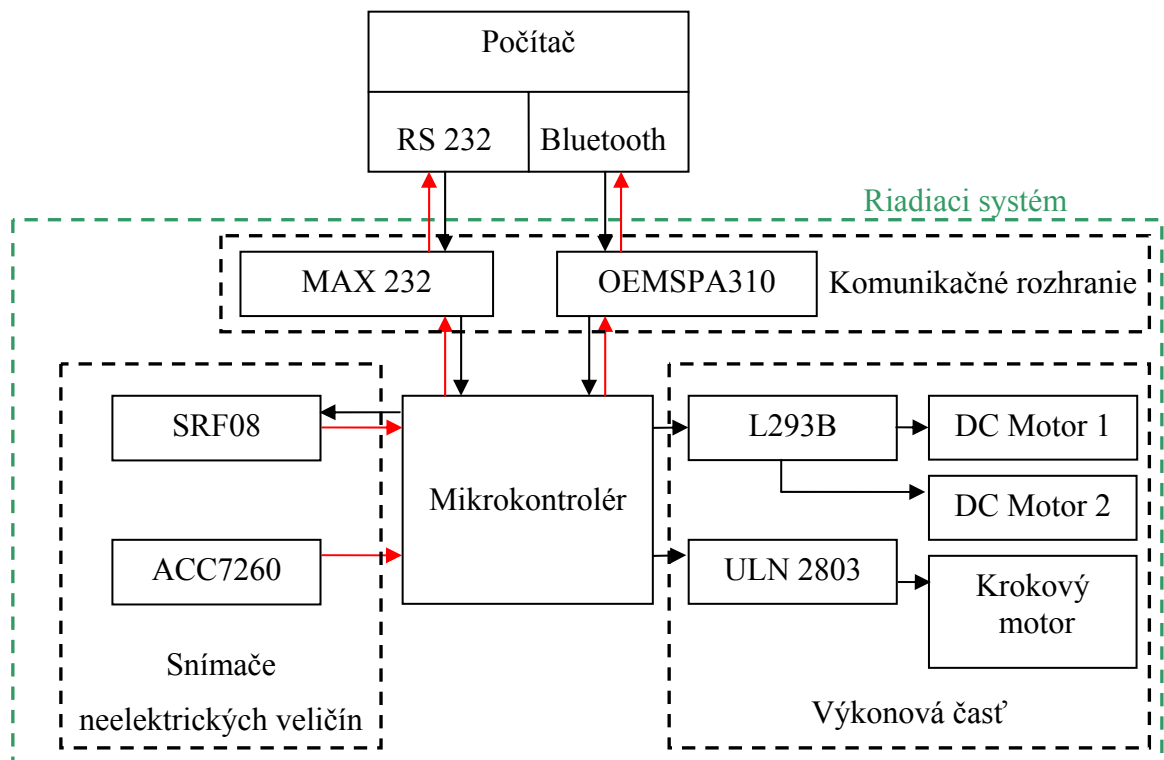 Počítač
RS 232
Bluetooth
Riadiaci systém
MAX 232
OEMSPA310
Komunikačné rozhranie
SRF08
Mikrokontrolér
L293B
DC Motor 1
DC Motor 2
ACC7260
ULN 2803
Krokový
motor
Snímače
neelektrických veličín
Výkonová časť